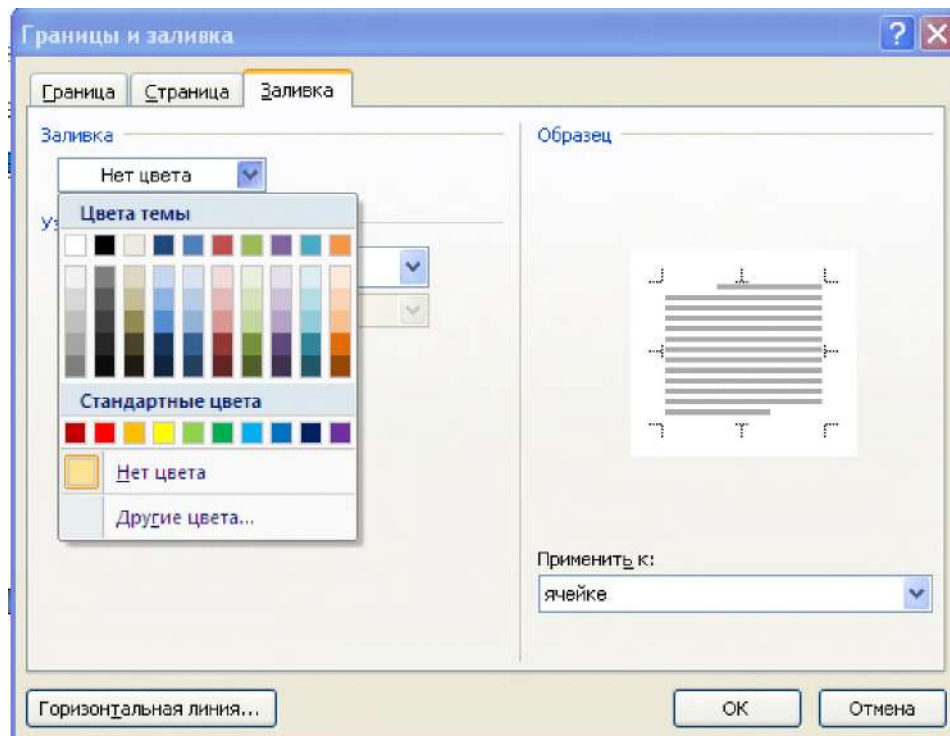 Границы и заливка
Граница Страница Заливка
Заливка
Нет цвета
Цвета темы
Стандартные цвета
Нет цвета
Другие цвета...
Образец
Применить к:
ячейке
Горизонтальная линия... ОК Отмена